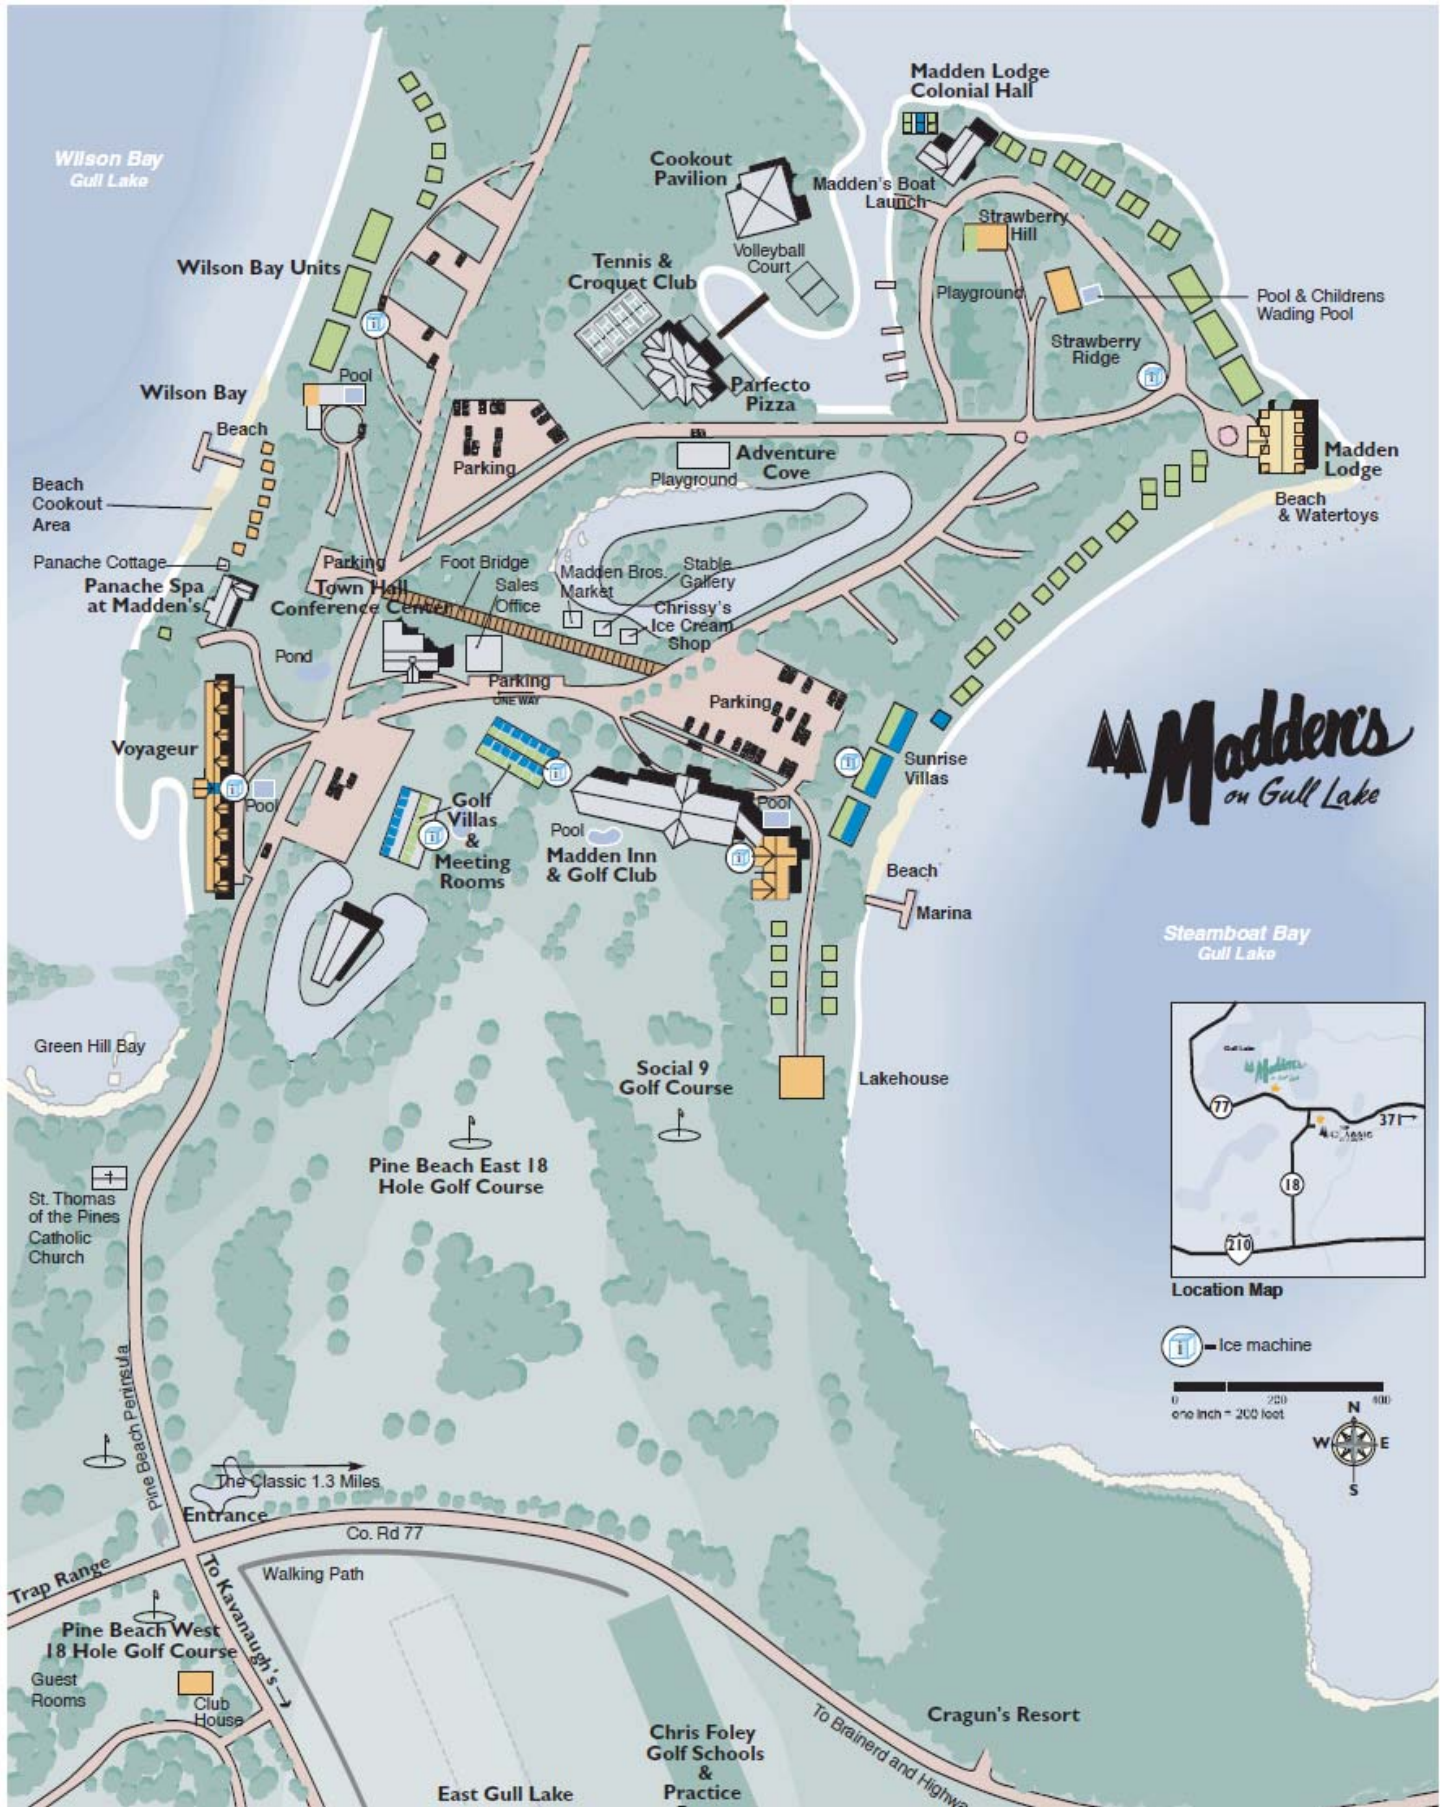 Madden Lodge
Colonial Hall
Wilson Bay
Gull Lake
Cookout
Pavilion
Madden's Boat
Launch
Strawberry
Hill
Volleyball
Court
Tennis &
Croquet Club
Wilson Bay Units
Playground
Pool & Childrens
Wading Pool
Strawberry
Ridge
Pool
Wilson Bay
Parfecto
Pizza
Beach
Parking
Adventure
Cove
Playground
Madden
Lodge
Beach
Cookout
Area
Beach
& Watertoys
Panache Cottage
Parking
Foot Bridge
Madden Bros.
Market
Stable
Gallery
Panache Spa
at Madden's
Town Hall
Conference Center
Sales
Office
Chrissy's
Ice Cream
Shop
Pond
Parking
ONE WAY
Parking
Madden's
on Gull Lake
Voyageur
Sunrise
Villas
Pool
Golf
Villas
&
Meeting
Rooms
Pool
Pool
Madden Inn
& Golf Club
Beach
Marina
Steamboat Bay
Gull Lake
Green Hill Bay
Social 9
Golf Course
Lakehouse
Gull Lake
Madden's
on Gull Lake
77
371
18
210
Location Map
Pine Beach East 18
Hole Golf Course
St. Thomas
of the Pines
Catholic
Church
i - Ice machine
0 200 400
one inch = 200 feet
N
W E
S
Pine Beach Peninsula
The Classic 1.3 Miles
Entrance
Co. Rd 77
Walking Path
Trap Range
To Kavanaugh's
Pine Beach West
18 Hole Golf Course
Guest
Rooms
Club
House
To Brainerd and Highwa
Cragun's Resort
Chris Foley
Golf Schools
&
Practice
East Gull Lake